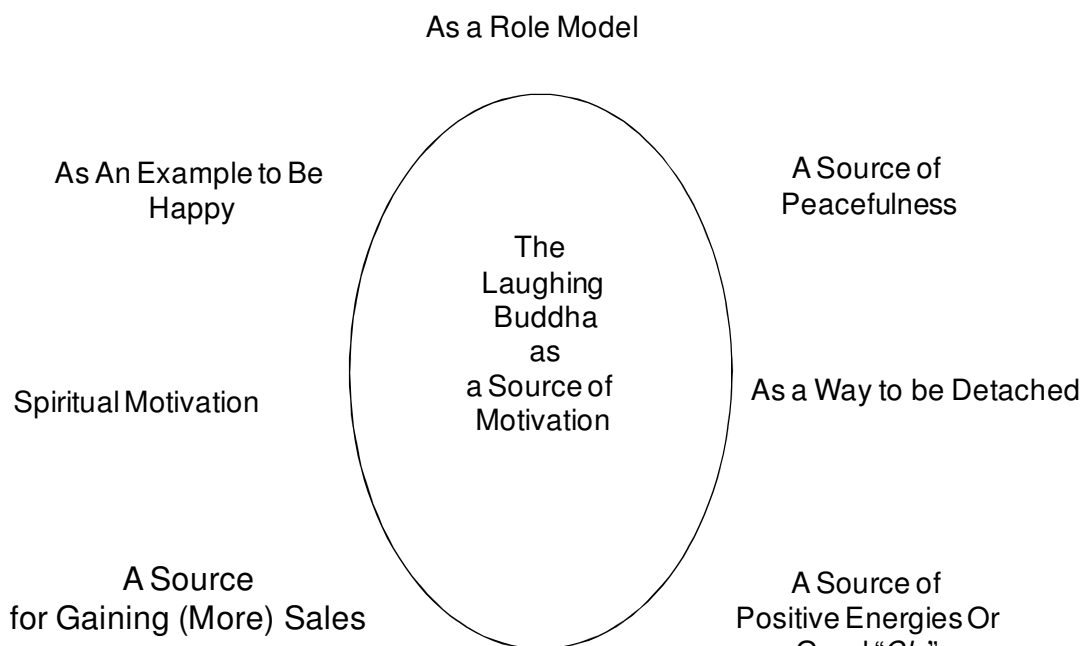 As a Role Model
As An Example to Be
Happy
A Source of
Peacefulness
The
Laughing
Buddha
as
a Source of
Motivation
Spiritual Motivation
As a Way to be Detached
A Source
for Gaining (More) Sales
A Source of
Positive Energies Or